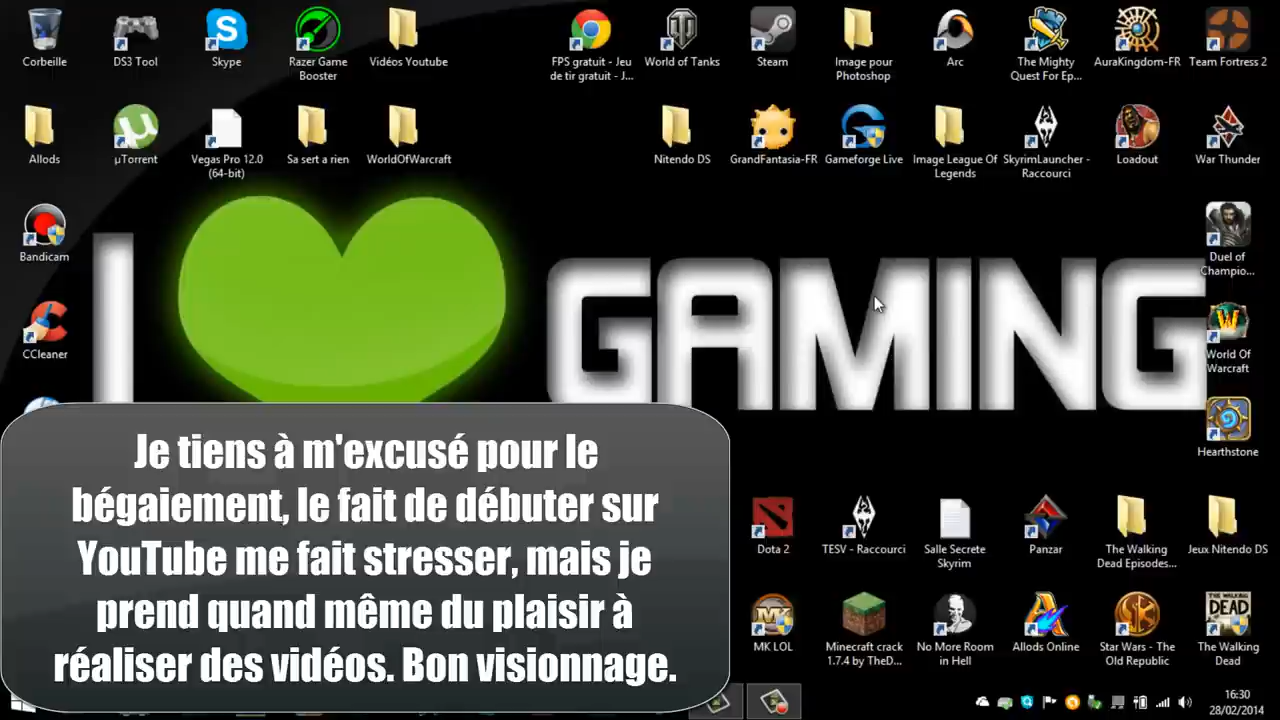 Corbeille
DS3 Tool
Skype
Razer Game
Booster
Vidéos Youtube
FPS gratuit - Jeu
de tir gratuit - J...
World of Tanks
Steam
Image pour
Photoshop
Arc
The Mighty
Quest For Ep...
AuraKingdom-FR
Team Fortress 2
Allods
µTorrent
Vegas Pro 12.0
(64-bit)
Sa sert a rien
WorldOfWarcraft
Nitendo DS
GrandFantasia-FR
Gameforge Live
Image League Of
Legends
SkyrimLauncher -
Raccourci
Loadout
War Thunder
Bandicam
Duel of
Champio...
I GAMING
CCleaner
World Of
Warcraft
Hearthstone
Je tiens à m'excusé pour le
bégaiement, le fait de débuter sur
YouTube me fait stresser, mais je
prend quand même du plaisir à
réaliser des vidéos. Bon visionnage.
Dota 2
TESV - Raccourci
Salle Secrete
Skyrim
Panzar
The Walking
Dead Episodes...
Jeux Nitendo DS
MK LOL
Minecraft crack
1.7.4 by TheD...
No More Room
in Hell
Allods Online
Star Wars - The
Old Republic
THE WALKING
DEAD
The Walking
Dead
16:30
28/02/2014